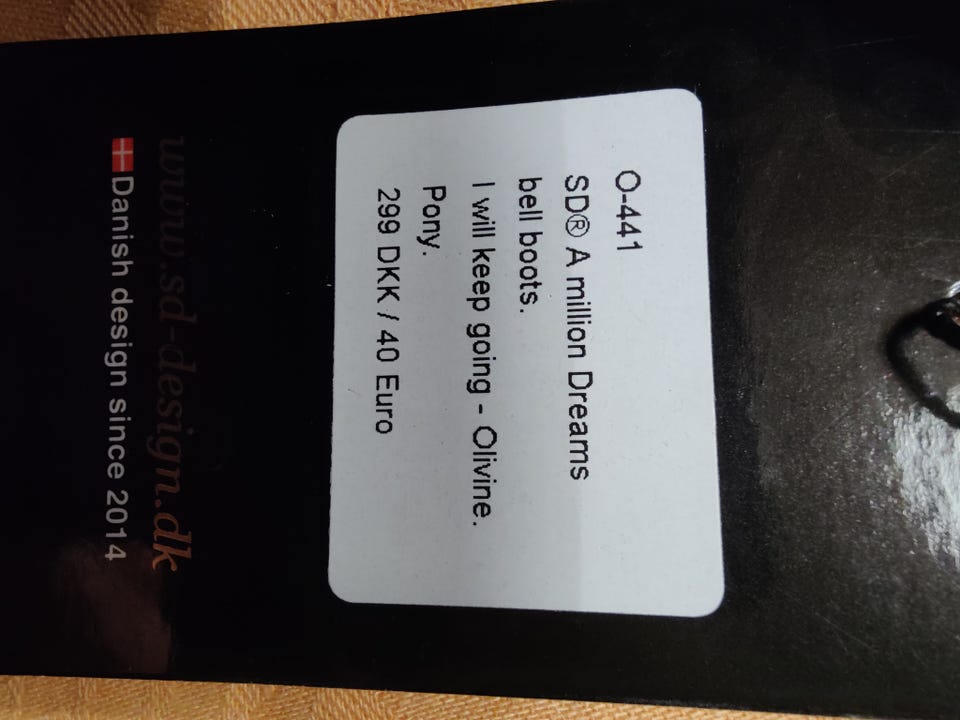 O-441
SD® A million Dreams
bell boots.
I will keep going - Olivine.
Pony.
299 DKK / 40 Euro
www.sd-design.dk
Danish design since 2014